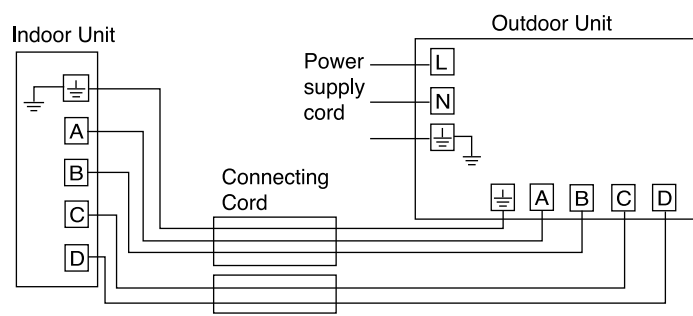 Indoor Unit
A
B
C
D
Power
supply
cord
Outdoor Unit
L
N
A B C D
Connecting
Cord